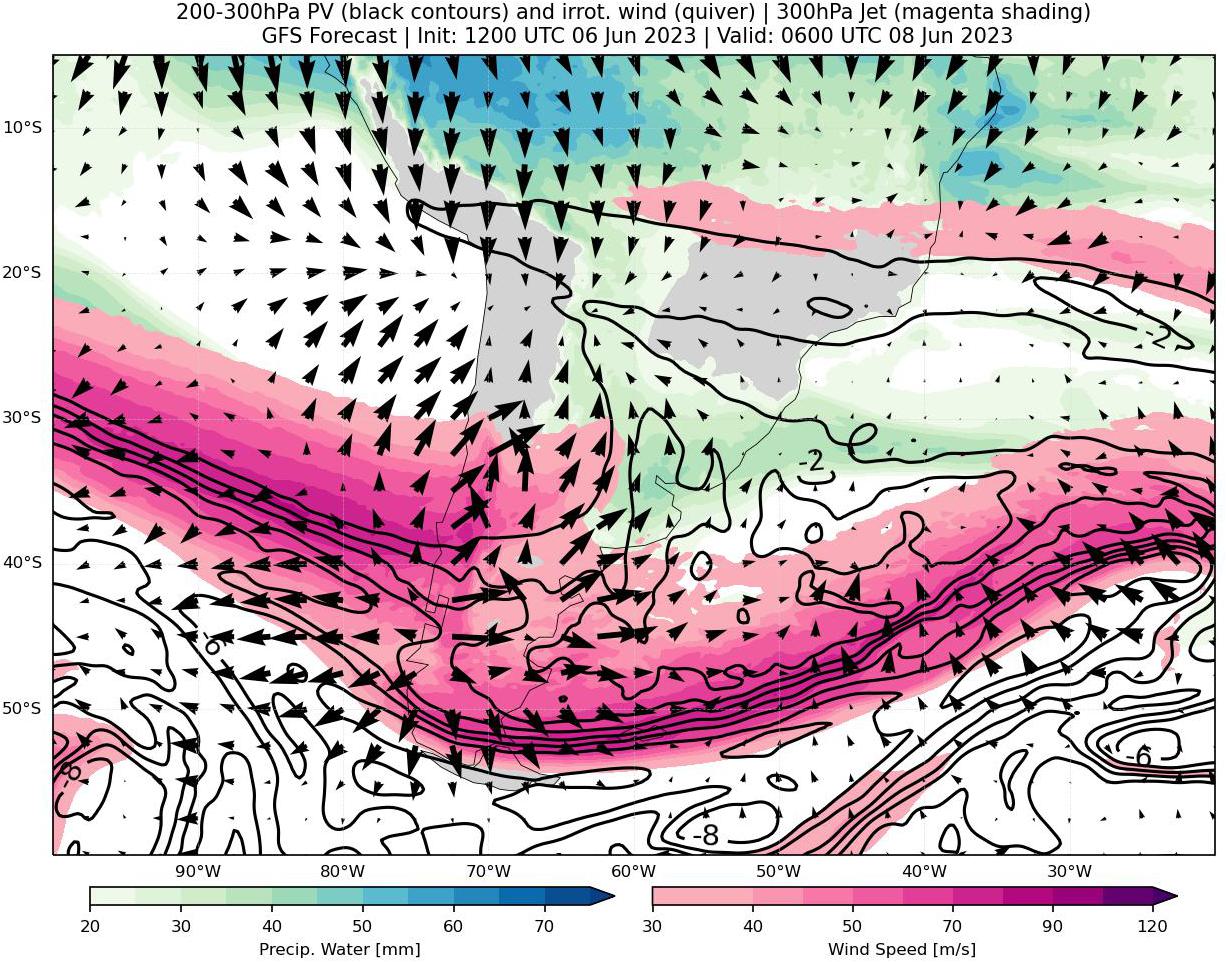 200-300hPa PV (black contours) and irrot. wind (quiver) | 300hPa Jet (magenta shading)
GFS Forecast | Init: 1200 UTC 06 Jun 2023 | Valid: 0600 UTC 08 Jun 2023
10°S
20°S
30°S
40°S
50°S
-2
-2
-6
-8
-6
-8
90°W 80°W 70°W 60°W 50°W 40°W 30°W
20 30 40 50 60 70
Precip. Water [mm]
30 40 50 70 90 120
Wind Speed [m/s]